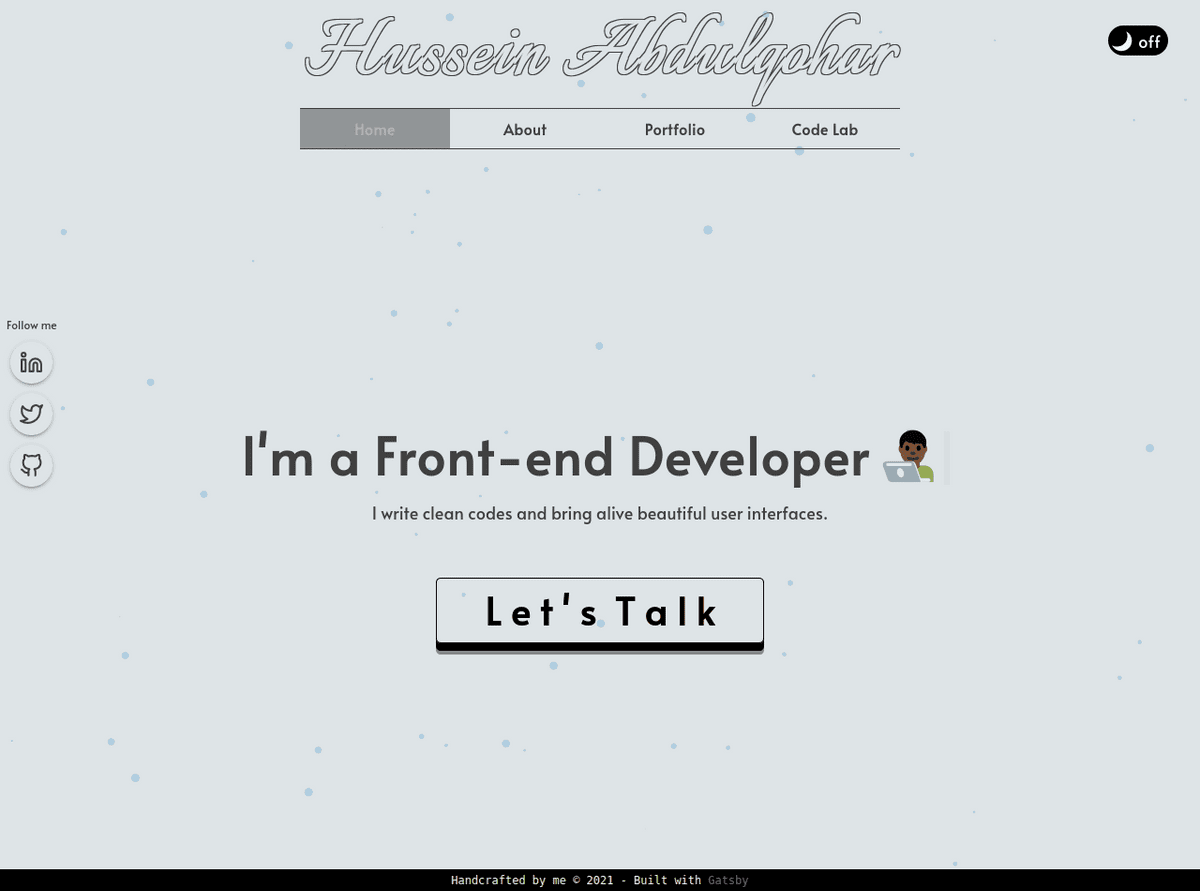 Hussein Abdulqohar
off
Home About Portfolio Code Lab
Follow me
I'm a Front-end Developer
I write clean codes and bring alive beautiful user interfaces.
Let's Talk
Handcrafted by me © 2021 - Built with Gatsby